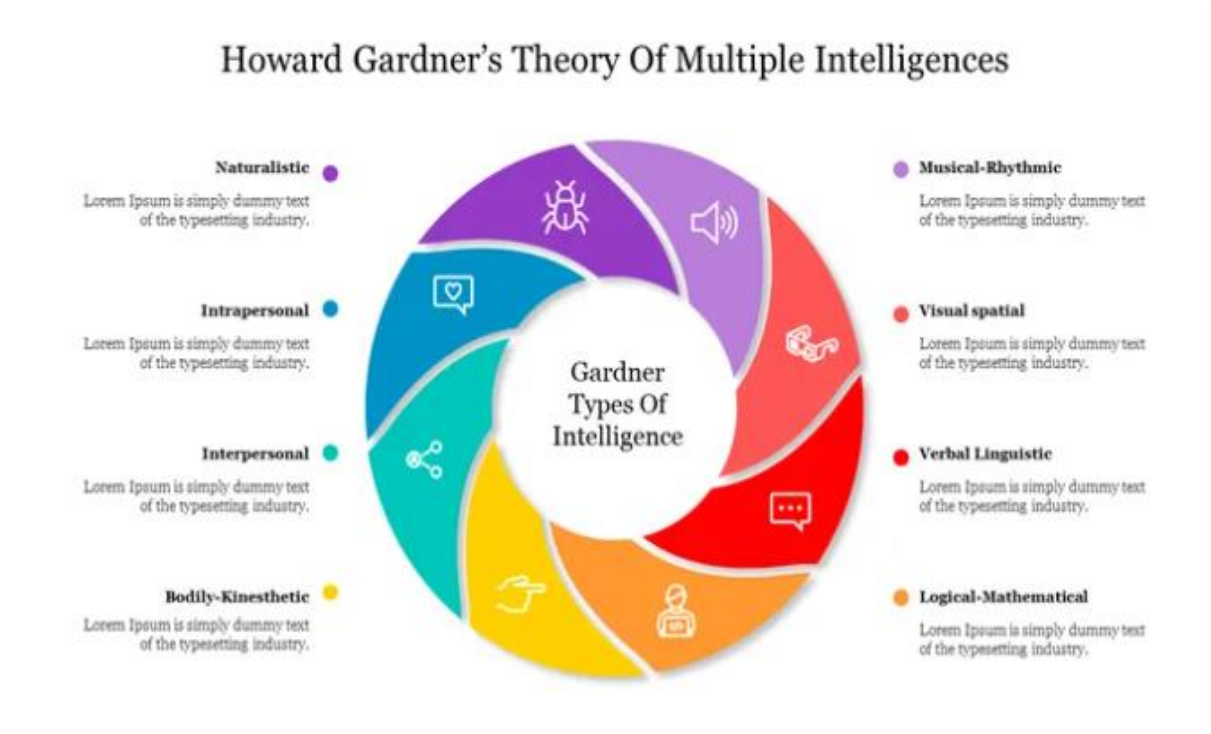 Howard Gardner's Theory Of Multiple Intelligences
Naturalistic
Lorem Ipsum is simply dummy text
of the typesetting industry.
Intrapersonal
Lorem Ipsum is simply dummy text
of the typesetting industry.
Interpersonal
Lorem Ipsum is simply dummy text
of the typesetting industry.
Bodily-Kinesthetic
Lorem Ipsum is simply dummy text
of the typesetting industry.
Gardner
Types Of
Intelligence
Musical-Rhythmic
Lorem Ipsum is simply dummy text
of the typesetting industry.
Visual spatial
Lorem Ipsum is simply dummy text
of the typesetting industry.
Verbal Linguistic
Lorem Ipsum is simply dummy text
of the typesetting industry.
Logical-Mathematical
Lorem Ipsum is simply dummy text
of the typesetting industry.